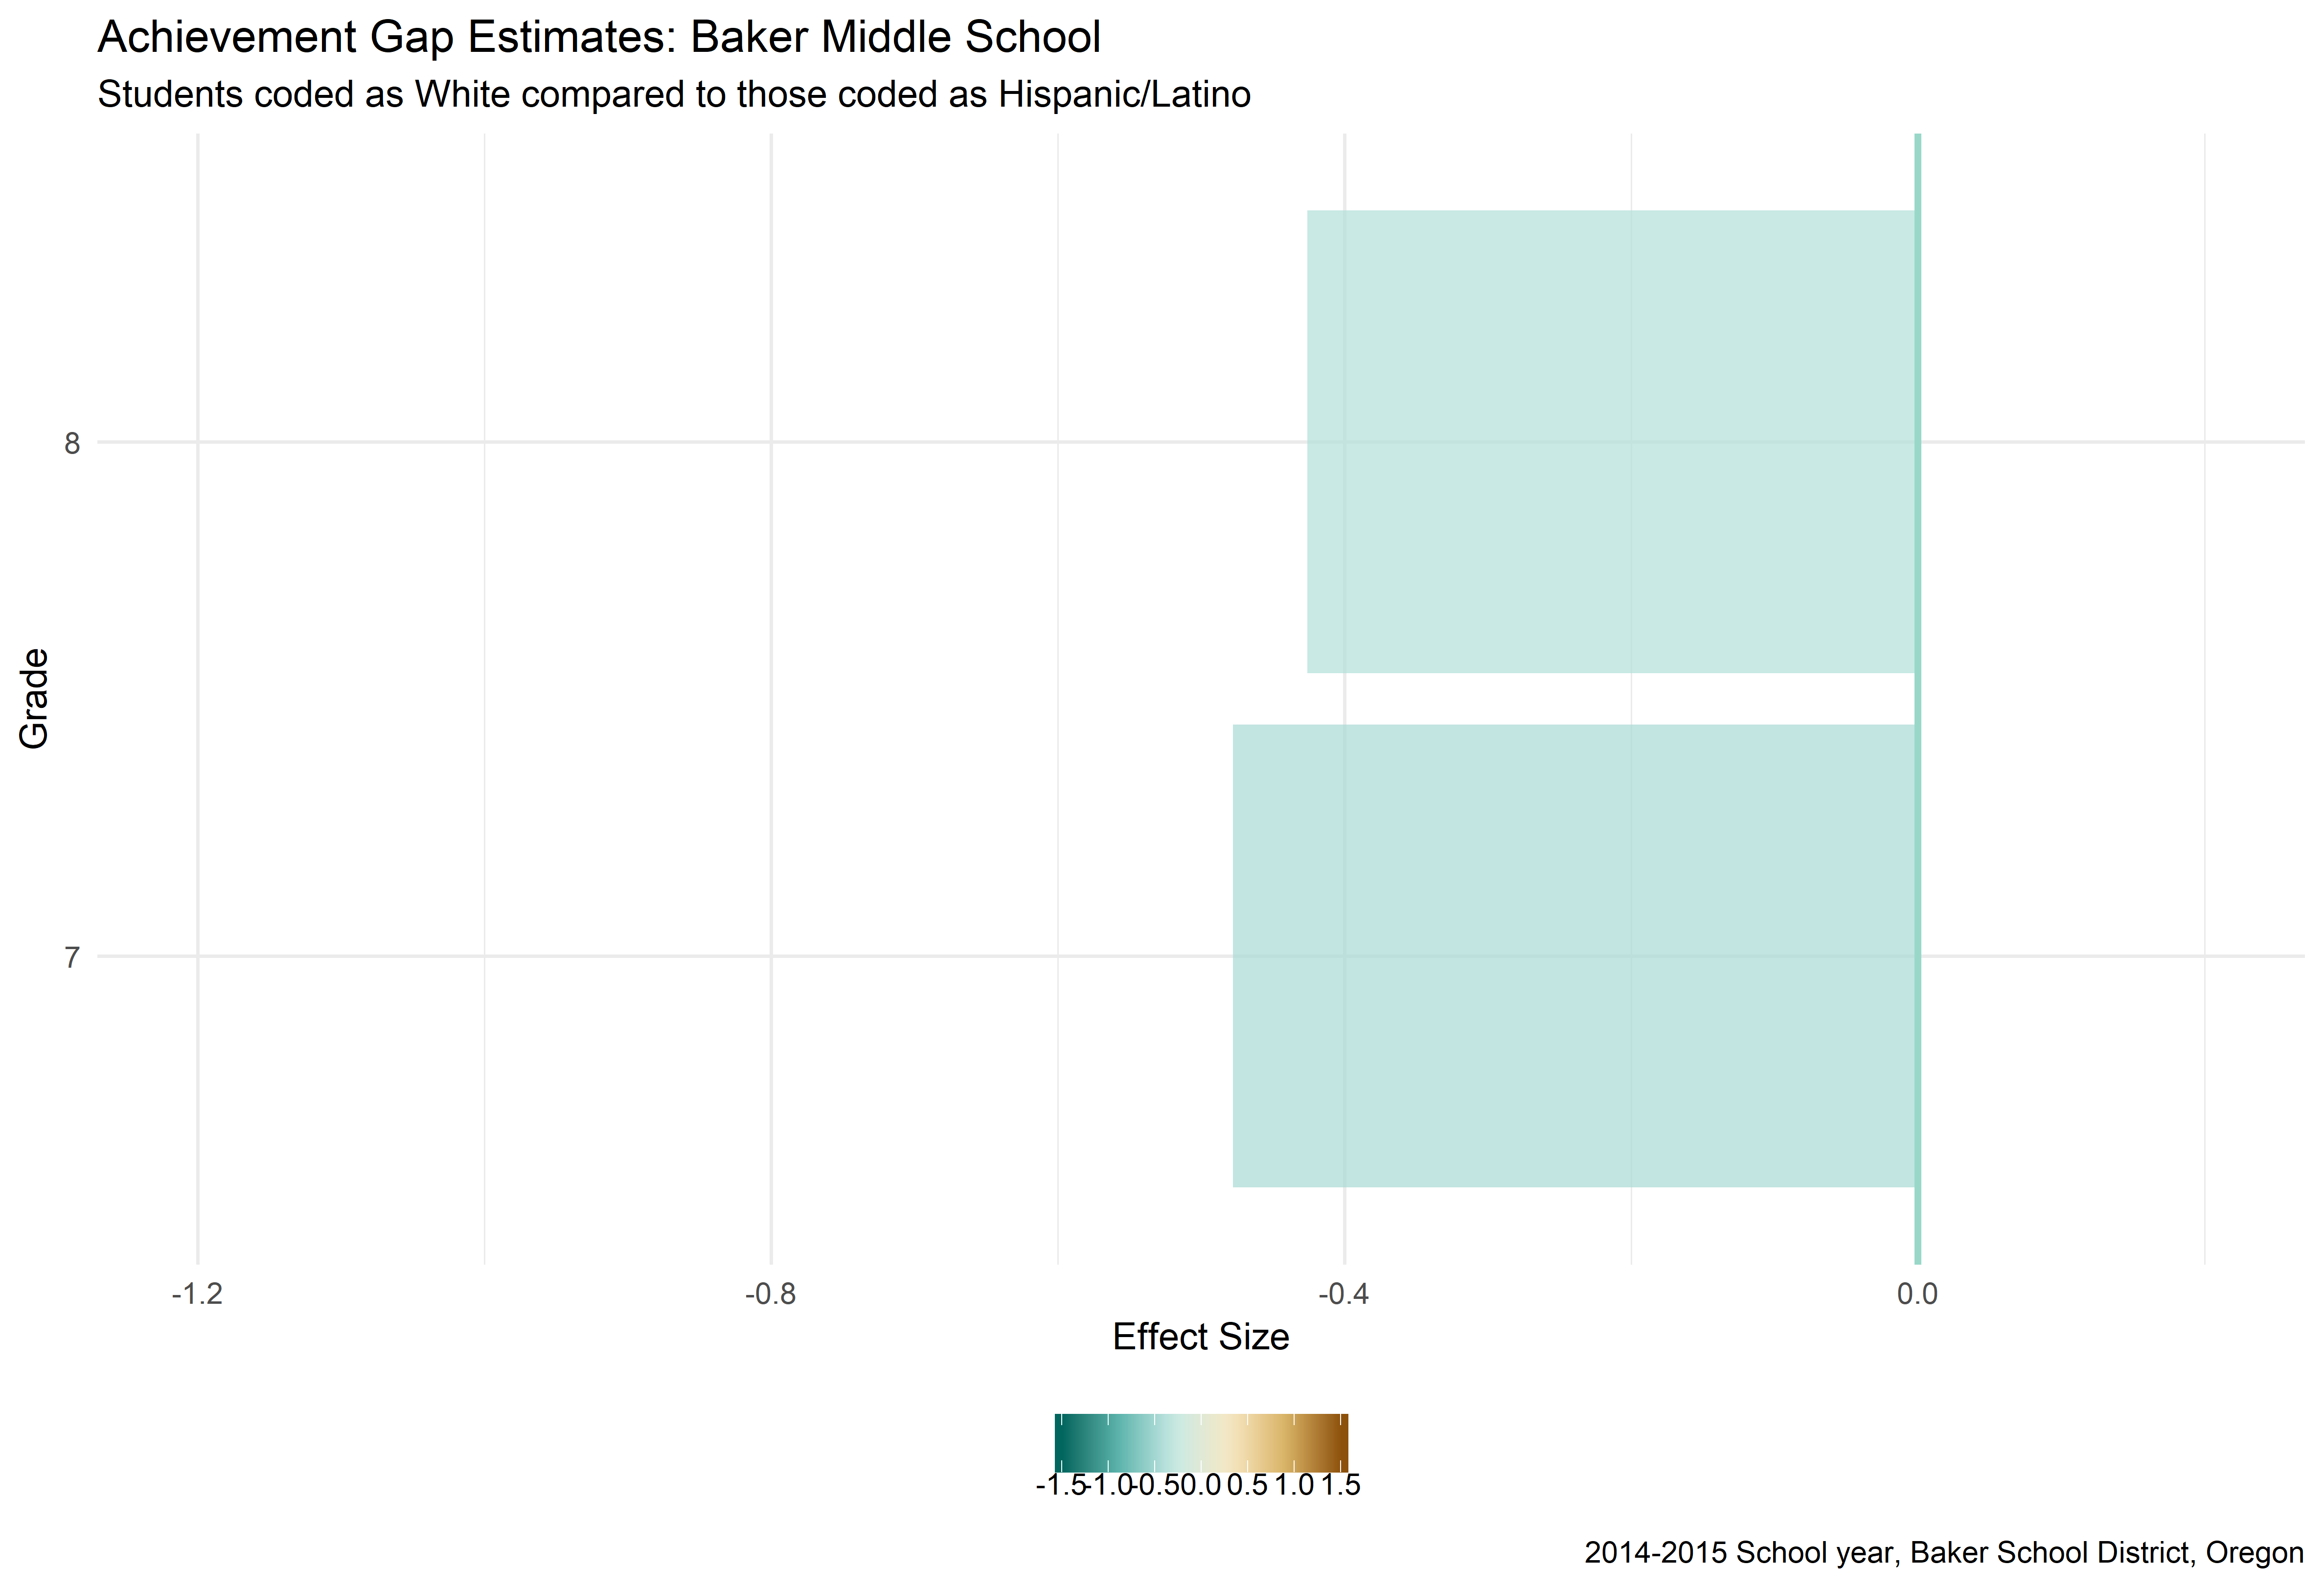 Achievement Gap Estimates: Baker Middle School
Students coded as White compared to those coded as Hispanic/Latino
8
Grade
7
-1.2 -0.8 -0.4 0.0
Effect Size
-1.5 -1.0 -0.5 0.0 0.5 1.0 1.5
2014-2015 School year, Baker School District, Oregon